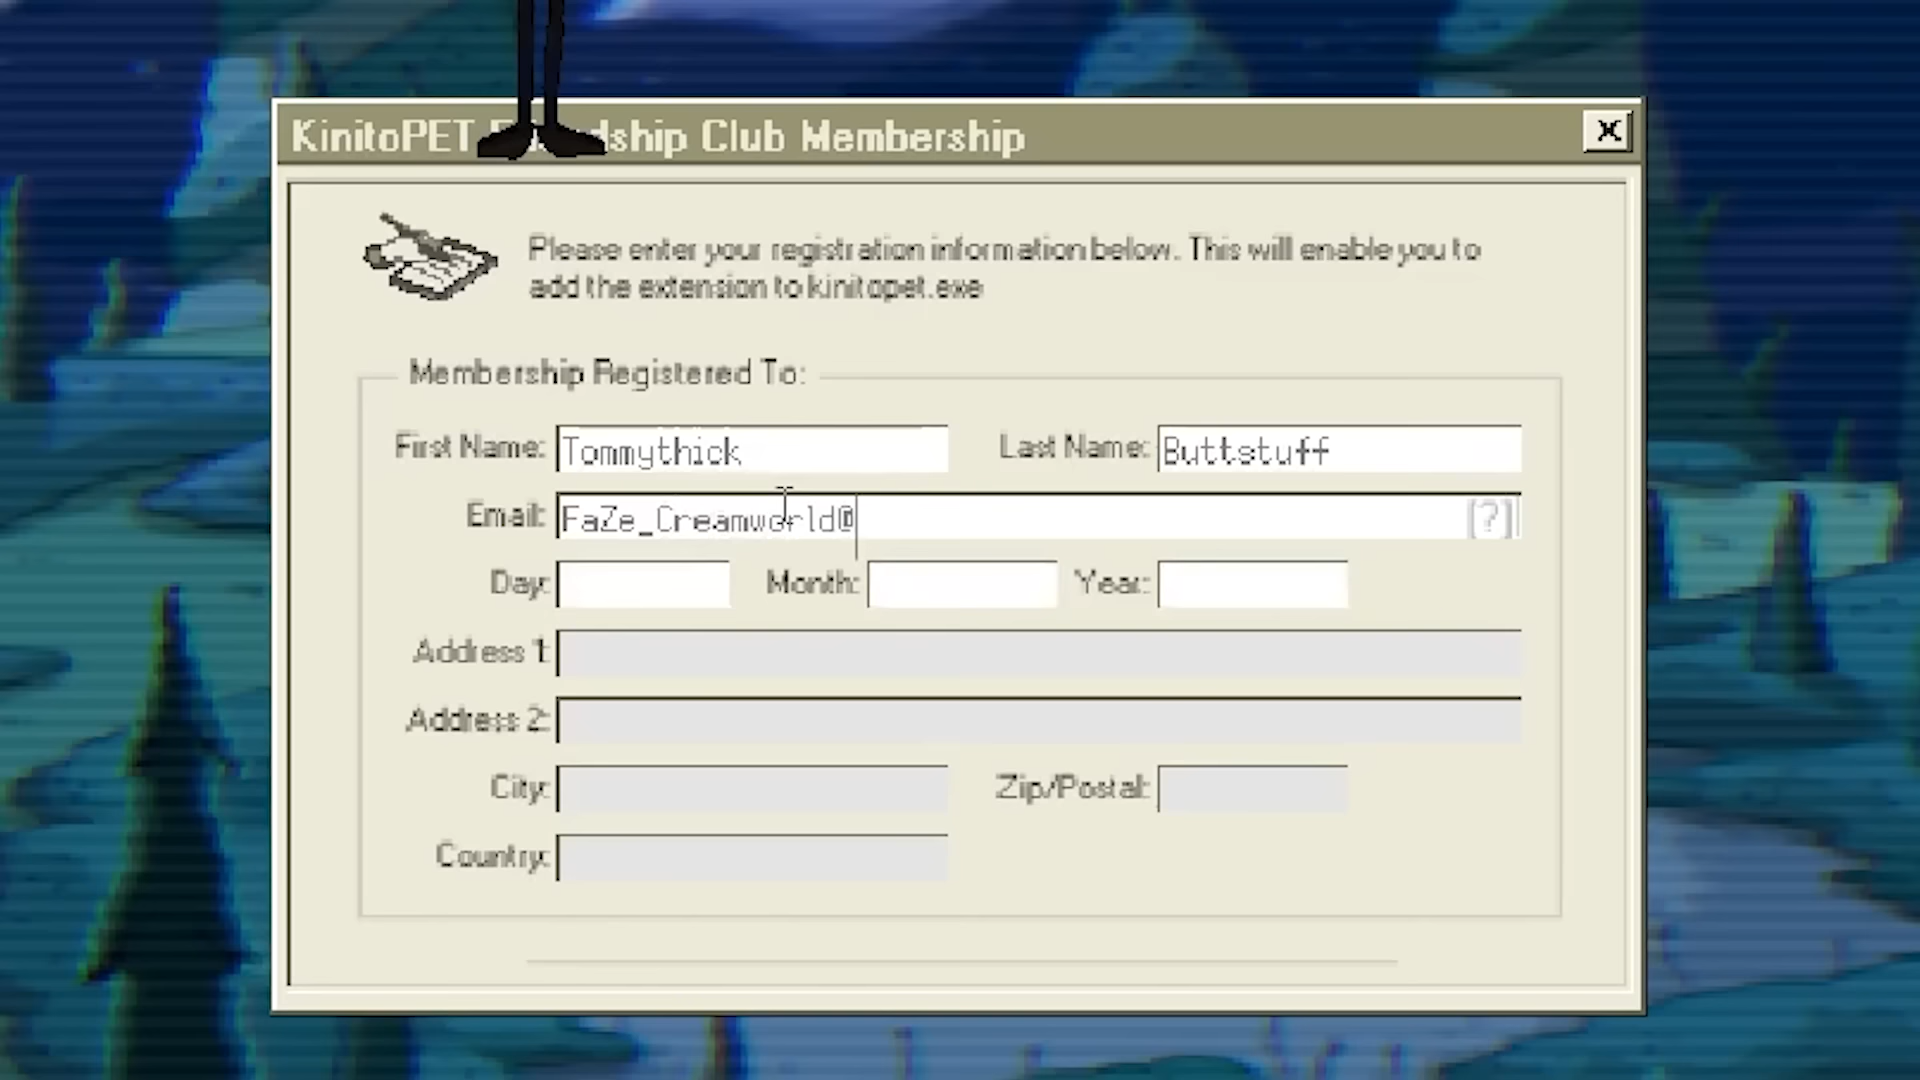 KinitoPET ship Club Membership
Please enter your registration information below. This will enable you to
add the extension to kinitopet.exe
Membership Registered To:
First Name: Tommythick Last Name: Buttstuff
Email: FaZe_Creamworld@ [?]
Day: Month: Year:
Address 1:
Address 2:
City: Zip/Postal:
Country: